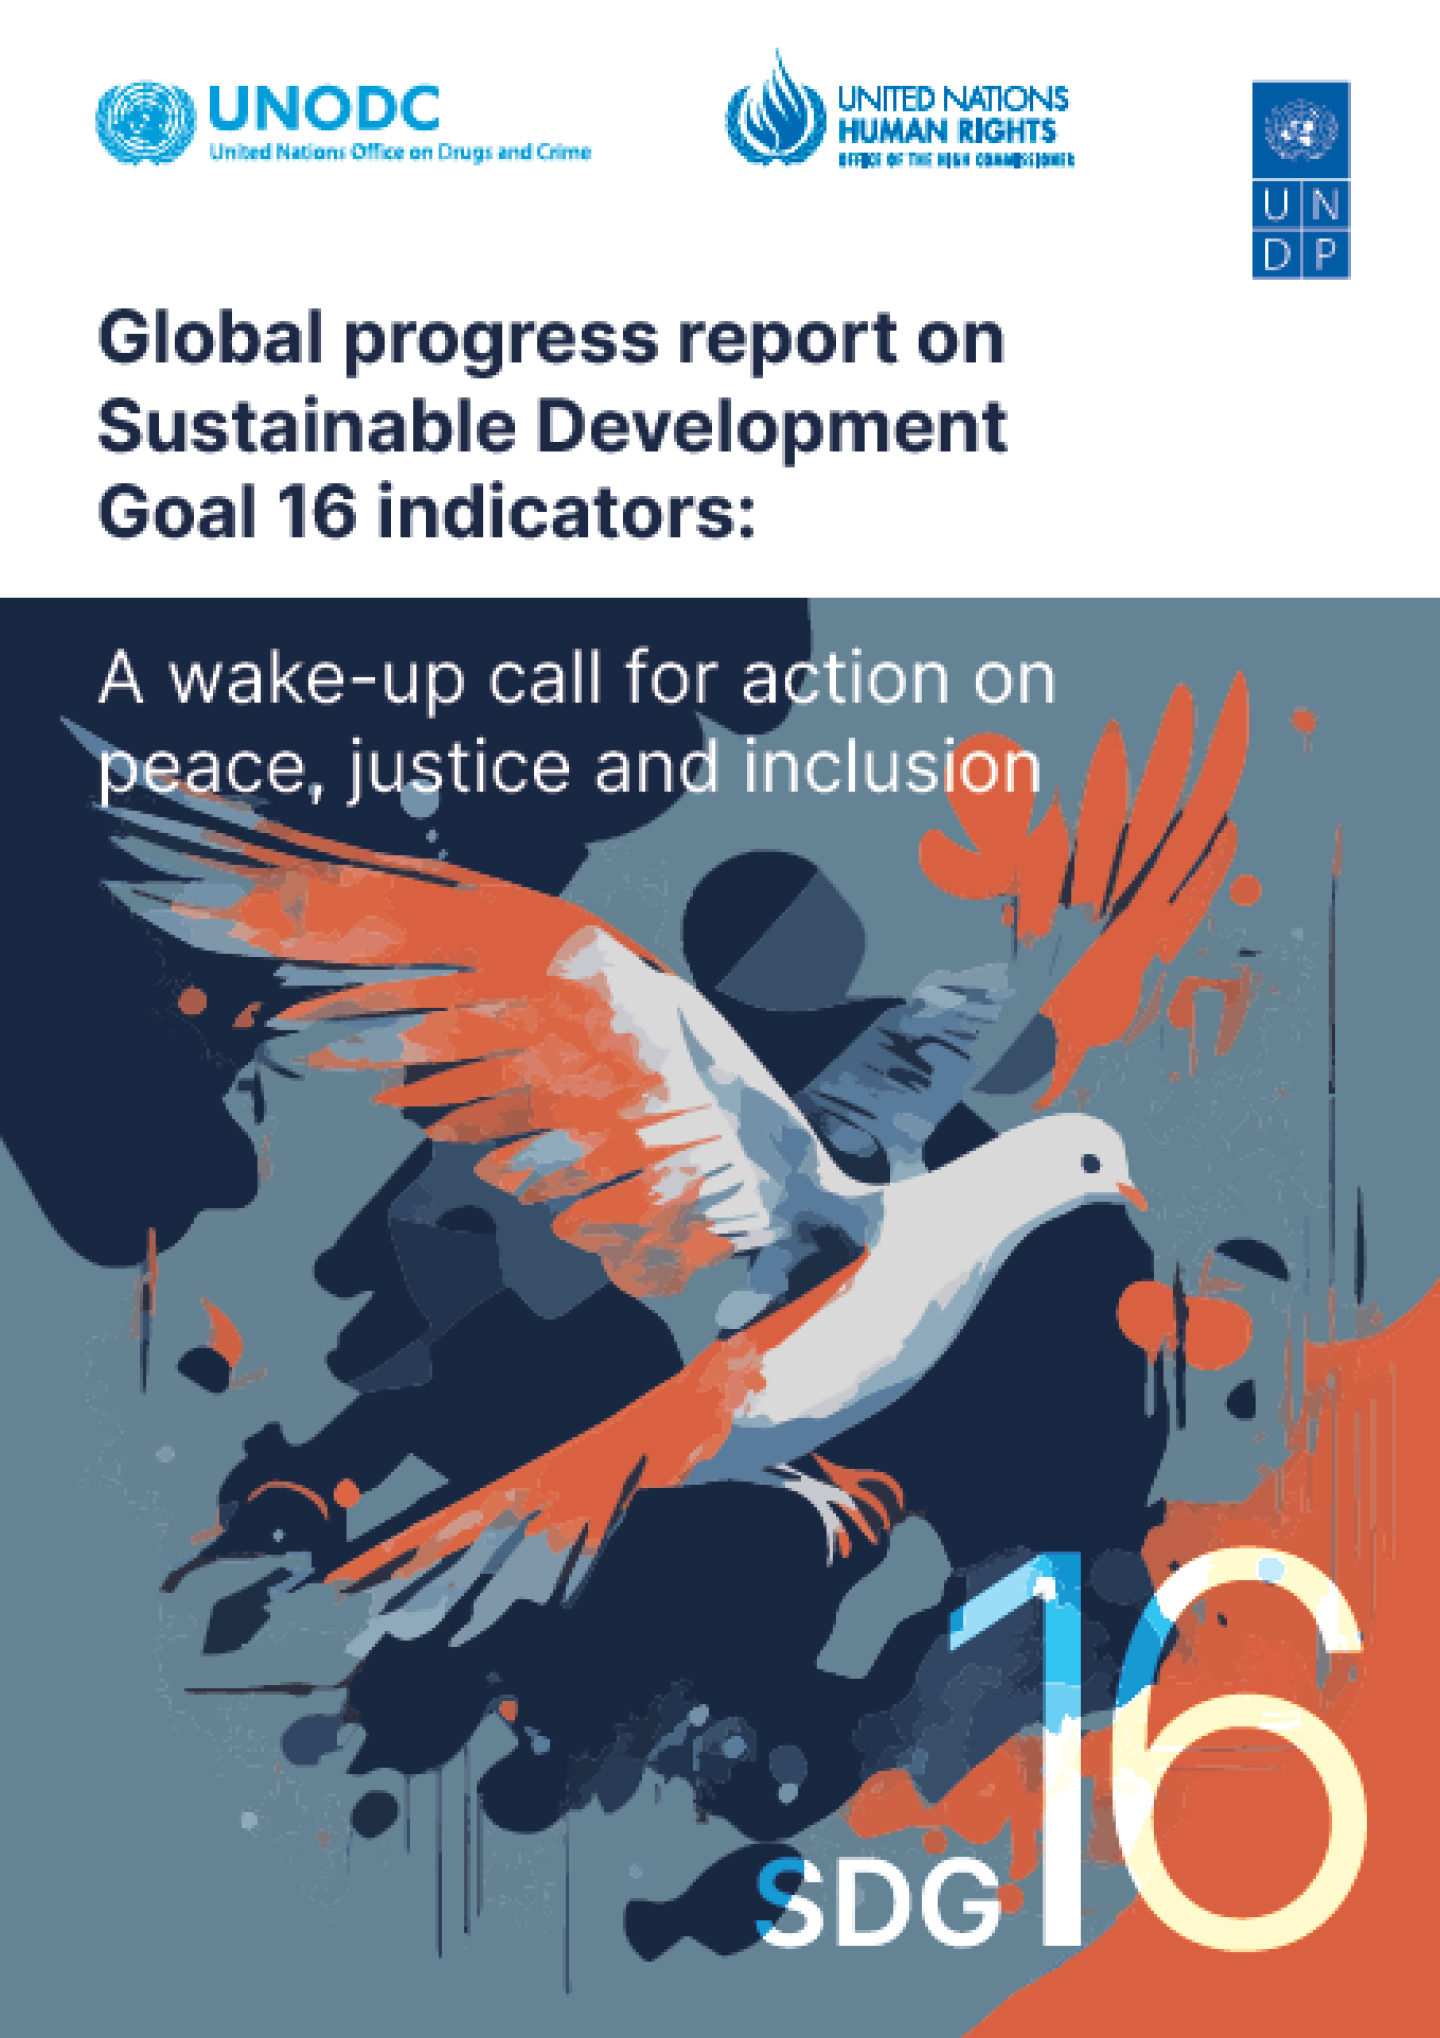 UNODC
United Nations Office on Drugs and Crime
UNITED NATIONS
HUMAN RIGHTS
OFFICE OF THE HIGH COMMISSIONER
U N
D P
Global progress report on
Sustainable Development
Goal 16 indicators:
A wake-up call for action on
peace, justice and inclusion
SDG 16